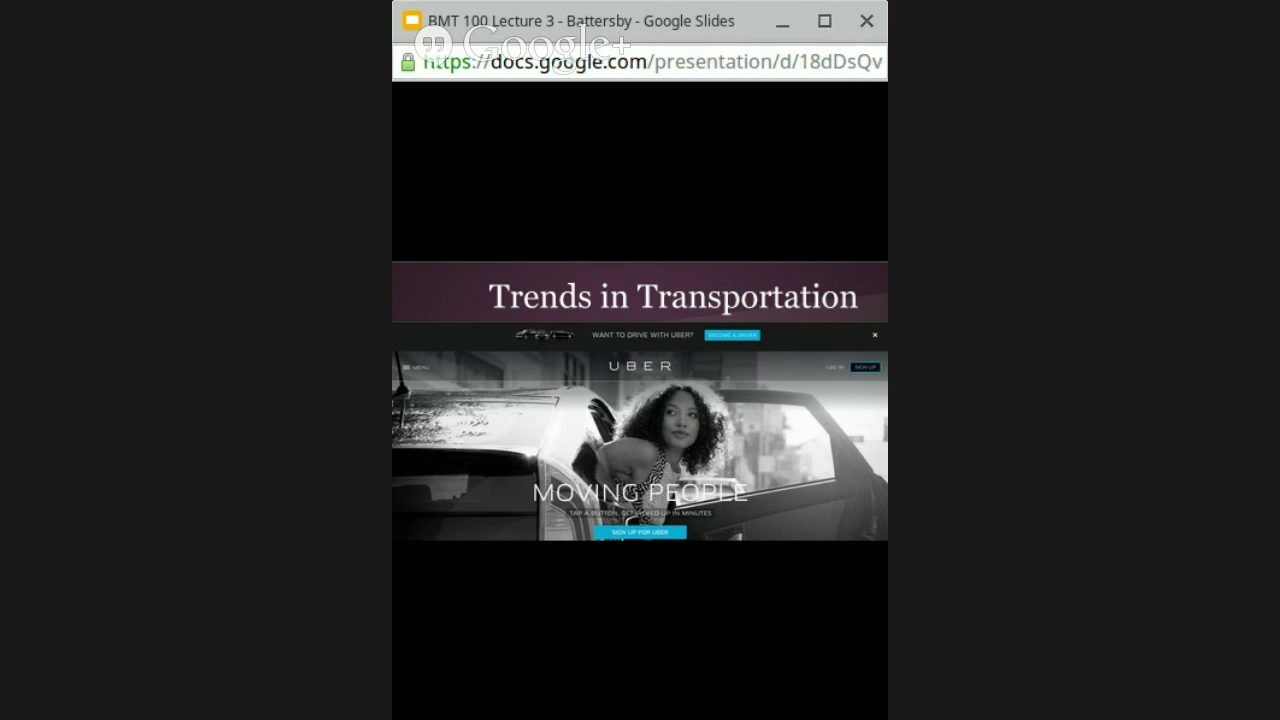 BMT 100 Lecture 3 - Battersby - Google Slides
Google+
https://docs.google.com/presentation/d/18dDsQv
Trends in Transportation
WANT TO DRIVE WITH UBER? BECOME A DRIVER
MENU UBER LOG IN SIGN UP
MOVING PEOPLE
TAP A BUTTON, GET PICKED UP IN MINUTES
SIGN UP FOR UBER